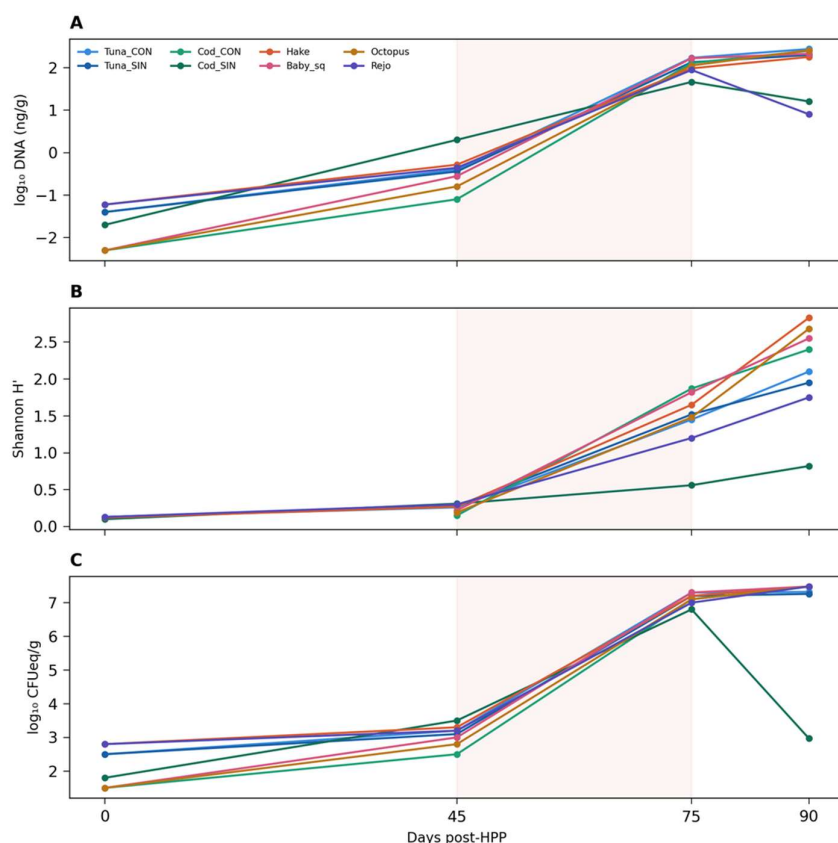 A
Tuna_CON Cod_CON Hake Octopus
Tuna_SIN Cod_SIN Baby_sq Rejo
log₁₀ DNA (ng/g)
2
1
0
−1
−2
B
Shannon H'
2.5
2.0
1.5
1.0
0.5
0.0
C
log₁₀ CFUeq/g
7
6
5
4
3
2
0 45 75 90
Days post-HPP